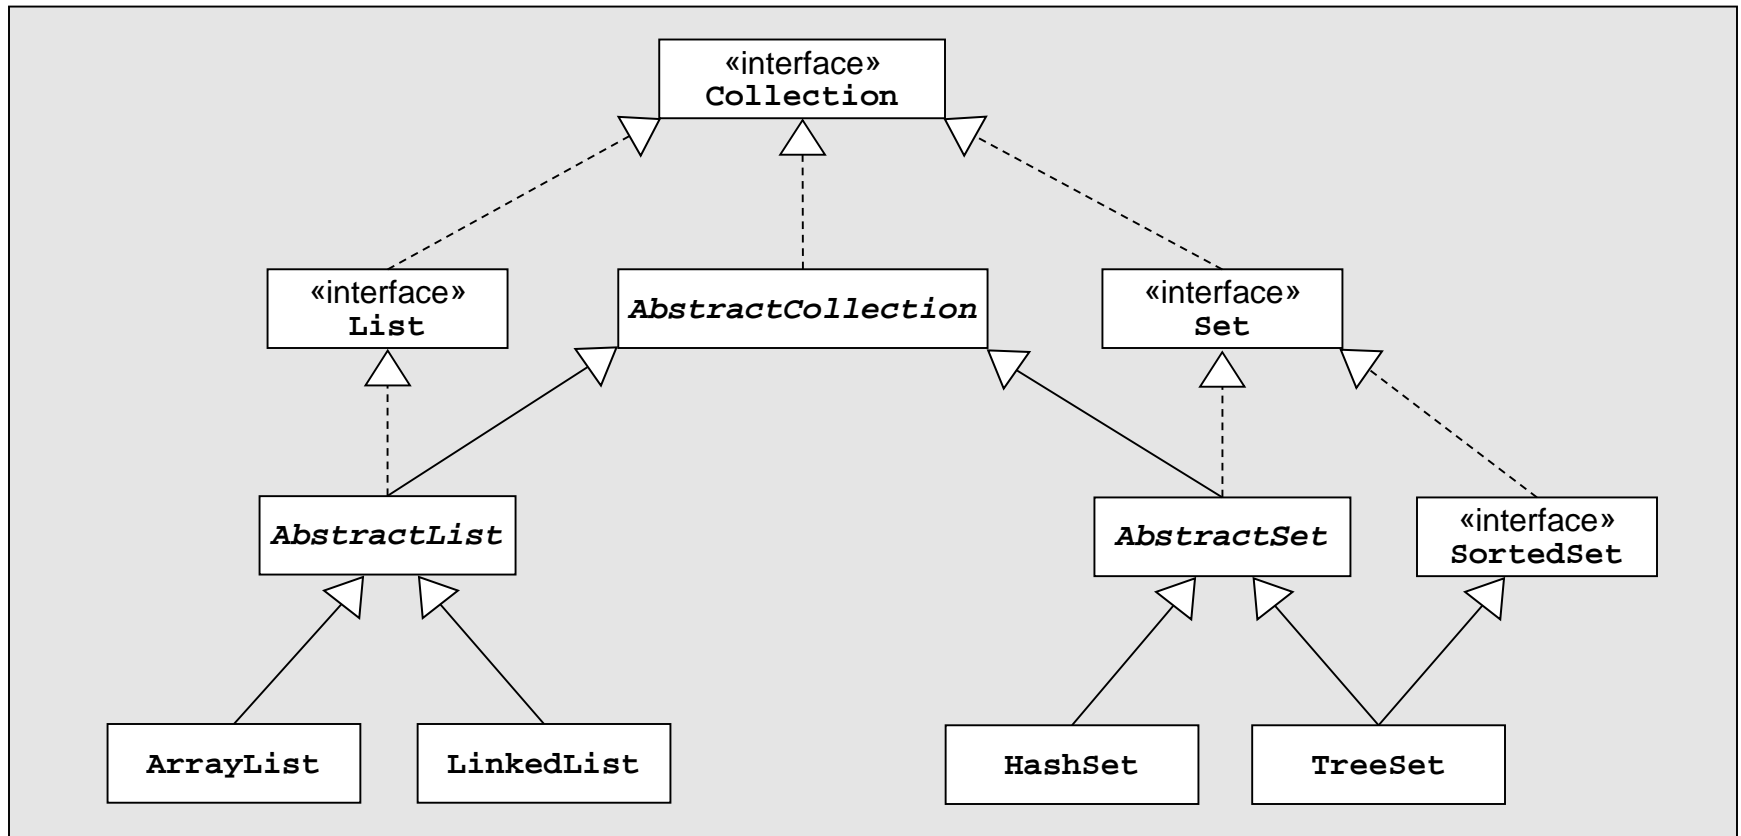 «interface»
Collection
«interface»
List
AbstractCollection
«interface»
Set
AbstractList
AbstractSet
«interface»
SortedSet
ArrayList
LinkedList
HashSet
TreeSet